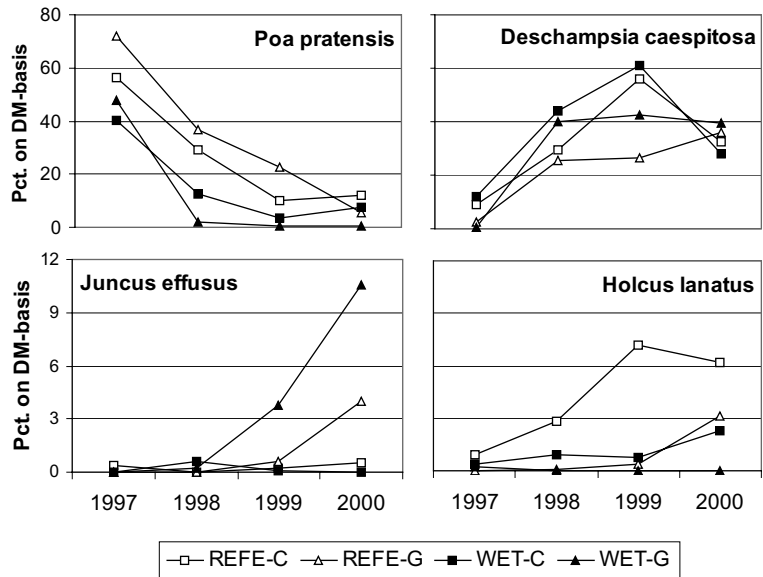 Poa pratensis
Pct. on DM-basis
80
60
40
20
0
Deschampsia caespitosa
Juncus effusus
Pct. on DM-basis
12
9
6
3
0
1997 1998 1999 2000
Holcus lanatus
1997 1998 1999 2000
REFE-C REFE-G WET-C WET-G